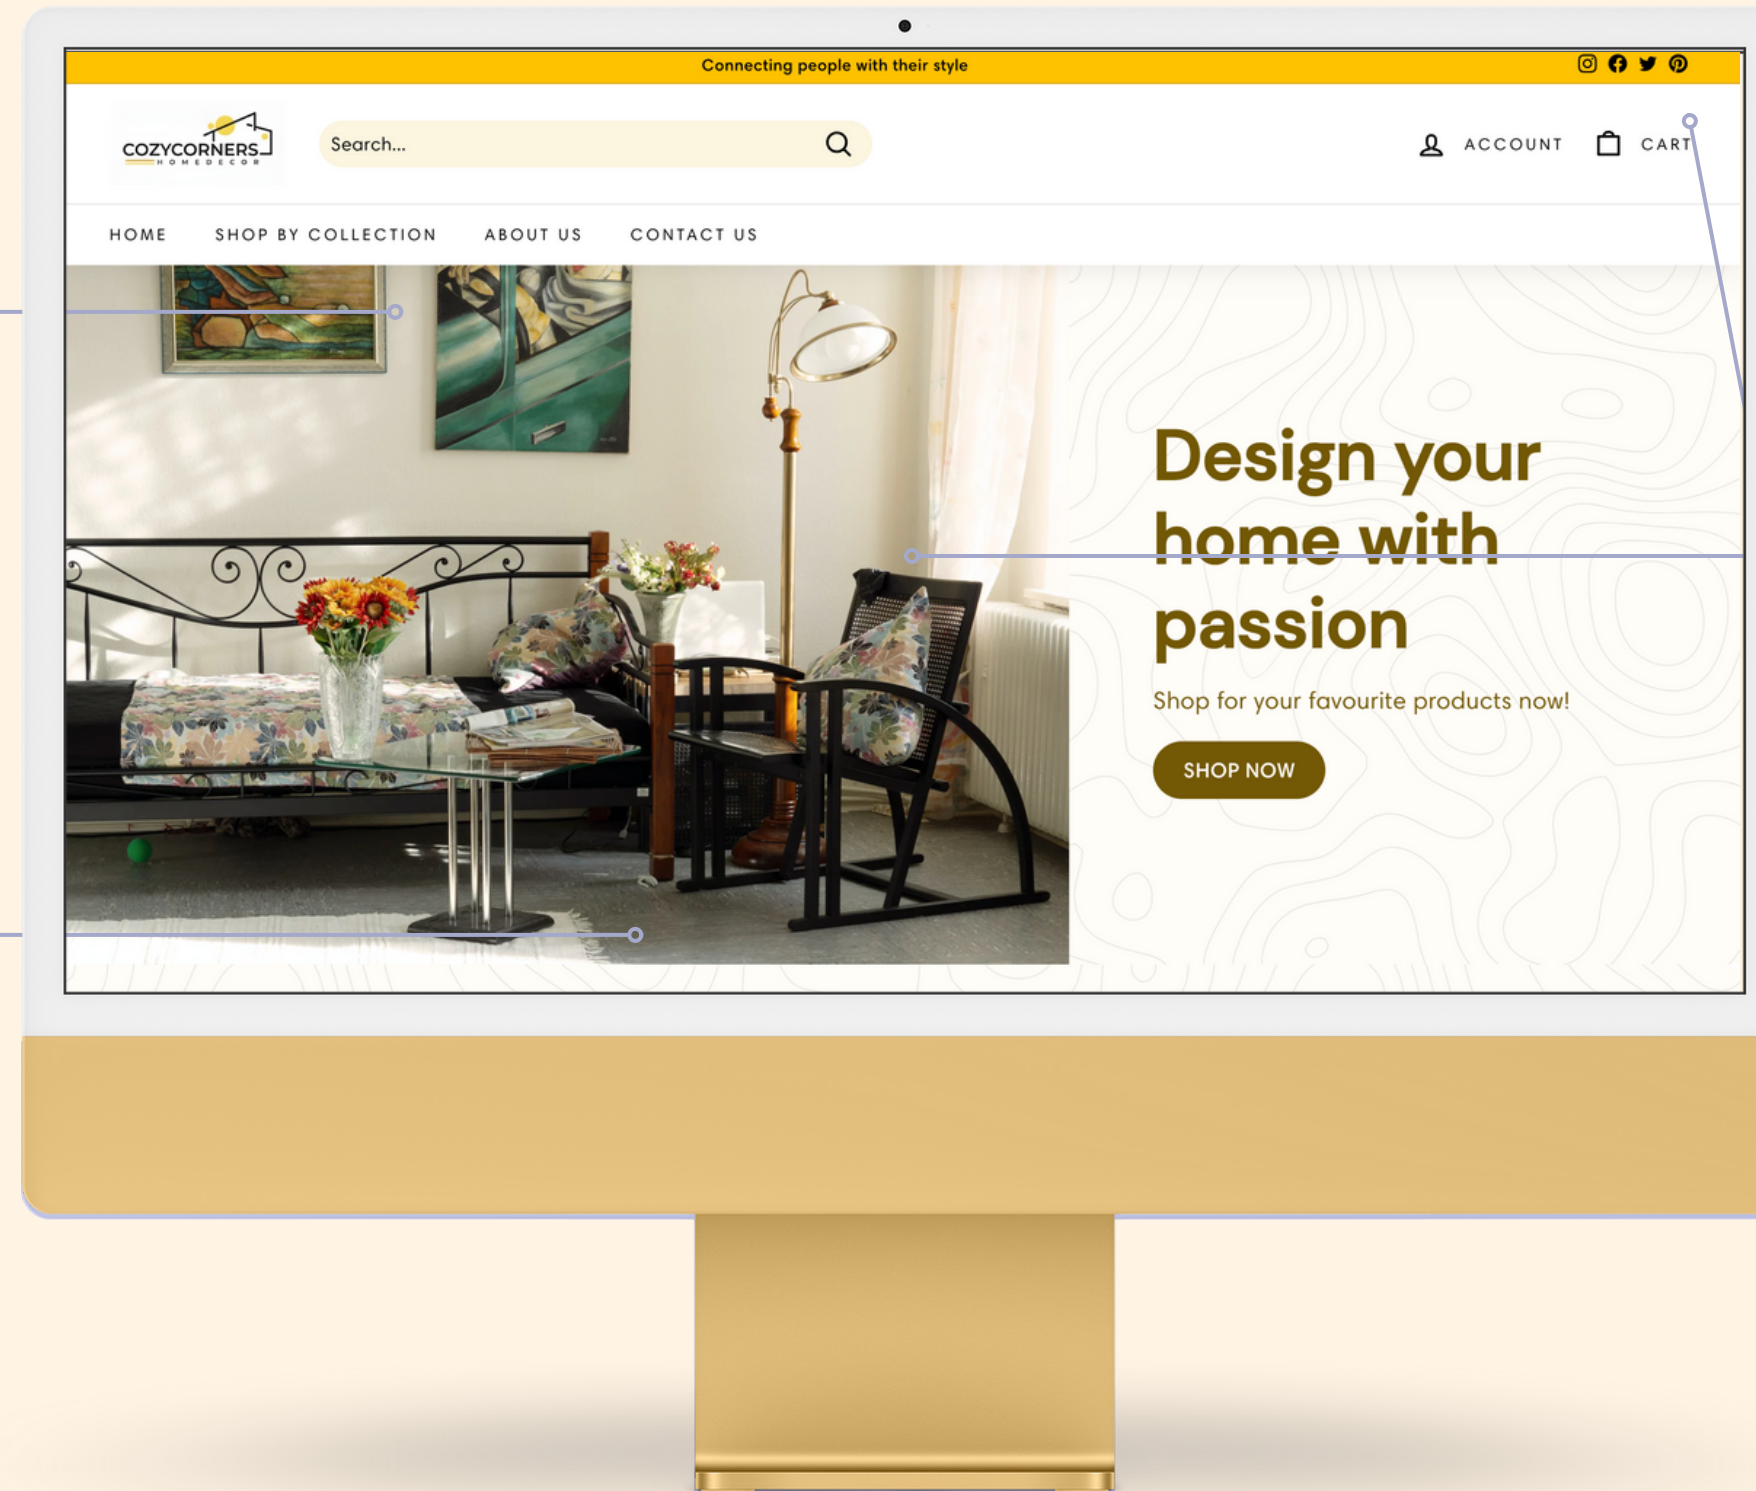 Connecting people with their style
COZYCORNERS
HOMEDECOR
Search...
ACCOUNT
CART
HOME
SHOP BY COLLECTION
ABOUT US
CONTACT US
Design your
home with
passion
Shop for your favourite products now!
SHOP NOW